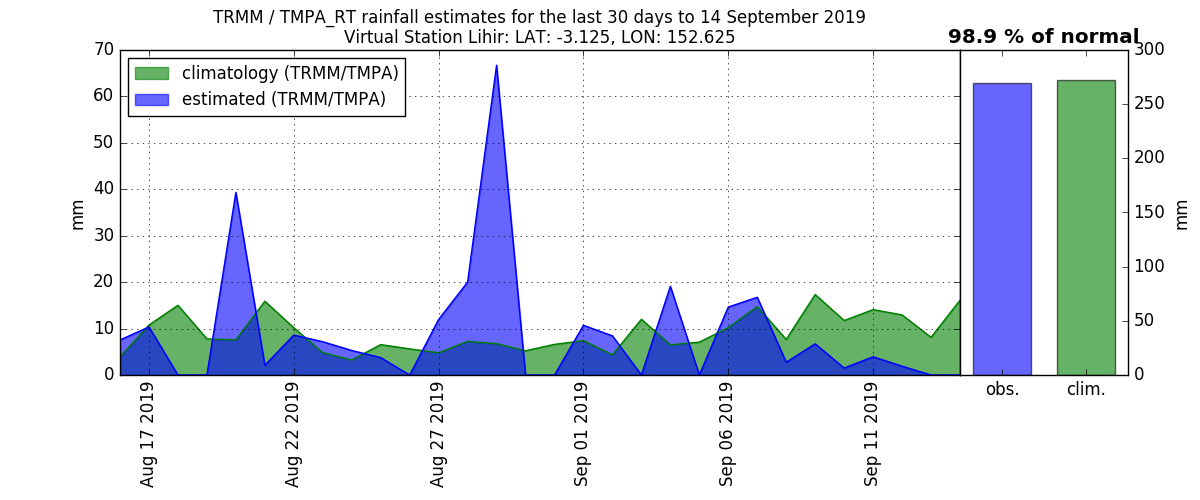 TRMM / TMPA_RT rainfall estimates for the last 30 days to 14 September 2019
Virtual Station Lihir: LAT: -3.125, LON: 152.625
98.9 % of normal
climatology (TRMM/TMPA)
estimated (TRMM/TMPA)
70
60
50
40
30
20
10
0
mm
Aug 17 2019
Aug 22 2019
Aug 27 2019
Sep 01 2019
Sep 06 2019
Sep 11 2019
300
250
200
150
100
50
0
mm
obs.
clim.